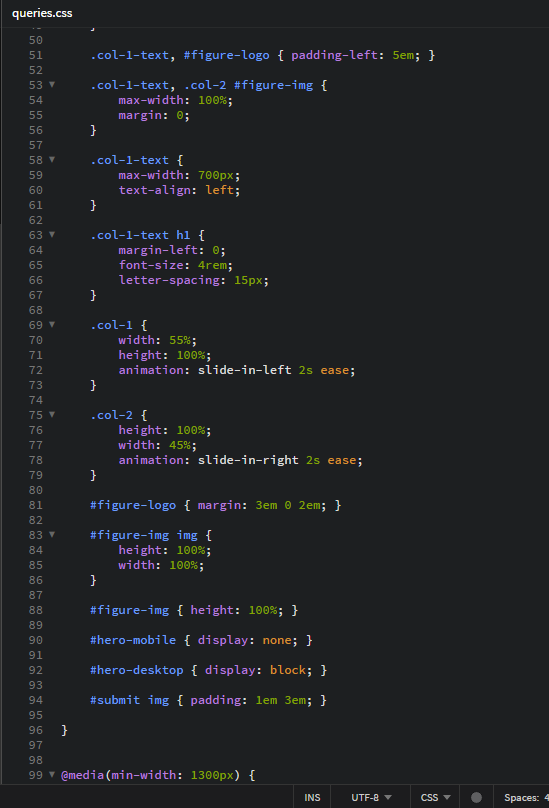 queries.css
50
51 .col-1-text, #figure-logo { padding-left: 5em; }
52
53 .col-1-text, .col-2 #figure-img {
54 max-width: 100%;
55 margin: 0;
56 }
57
58 .col-1-text {
59 max-width: 700px;
60 text-align: left;
61 }
62
63 .col-1-text h1 {
64 margin-left: 0;
65 font-size: 4rem;
66 letter-spacing: 15px;
67 }
68
69 .col-1 {
70 width: 55%;
71 height: 100%;
72 animation: slide-in-left 2s ease;
73 }
74
75 .col-2 {
76 height: 100%;
77 width: 45%;
78 animation: slide-in-right 2s ease;
79 }
80
81 #figure-logo { margin: 3em 0 2em; }
82
83 #figure-img img {
84 height: 100%;
85 width: 100%;
86 }
87
88 #figure-img { height: 100%; }
89
90 #hero-mobile { display: none; }
91
92 #hero-desktop { display: block; }
93
94 #submit img { padding: 1em 3em; }
95
96 }
97
98
99 @media(min-width: 1300px) {
INS UTF-8 CSS Spaces: 4